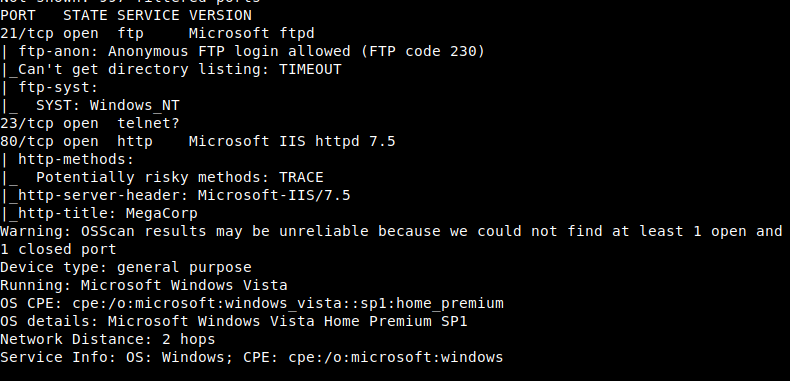 Not shown: 997 filtered ports
PORT   STATE SERVICE VERSION
21/tcp open  ftp     Microsoft ftpd
| ftp-anon: Anonymous FTP login allowed (FTP code 230)
|_Can't get directory listing: TIMEOUT
| ftp-syst:
|_  SYST: Windows_NT
23/tcp open  telnet?
80/tcp open  http    Microsoft IIS httpd 7.5
| http-methods:
|_  Potentially risky methods: TRACE
|_http-server-header: Microsoft-IIS/7.5
|_http-title: MegaCorp
Warning: OSScan results may be unreliable because we could not find at least 1 open and
1 closed port
Device type: general purpose
Running: Microsoft Windows Vista
OS CPE: cpe:/o:microsoft:windows_vista::sp1:home_premium
OS details: Microsoft Windows Vista Home Premium SP1
Network Distance: 2 hops
Service Info: OS: Windows; CPE: cpe:/o:microsoft:windows